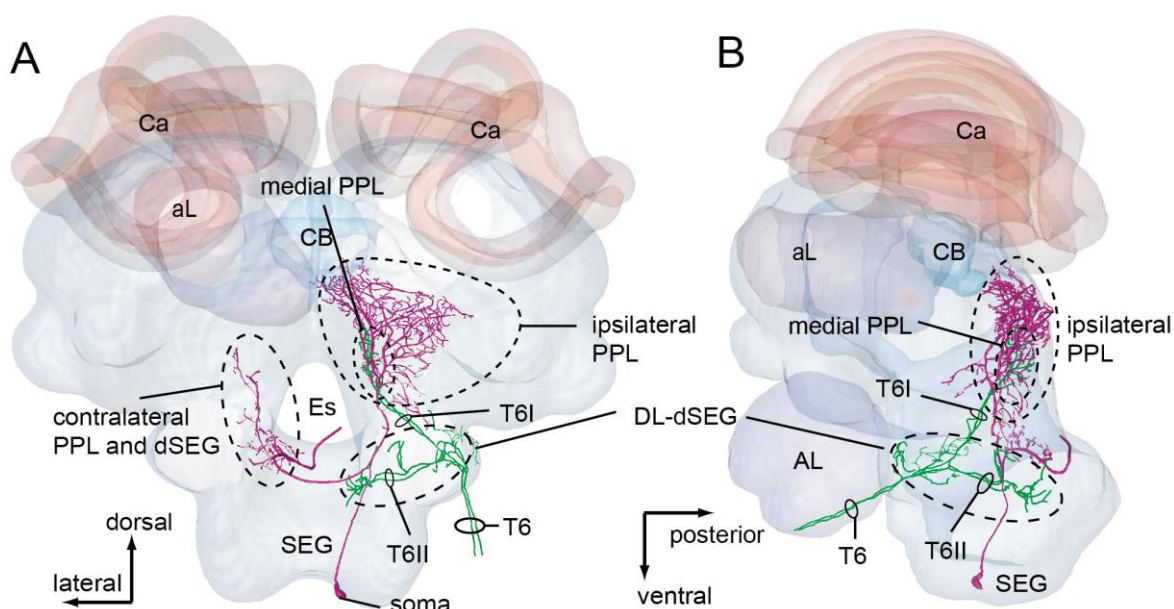 A
Ca
Ca
medial PPL
aL
CB
ipsilateral
PPL
contralateral
PPL and dSEG
Es
T6I
DL-dSEG
dorsal
lateral
SEG
T6II
T6
soma
B
Ca
aL
CB
medial PPL
ipsilateral
PPL
T6I
AL
posterior
ventral
T6
T6II
SEG